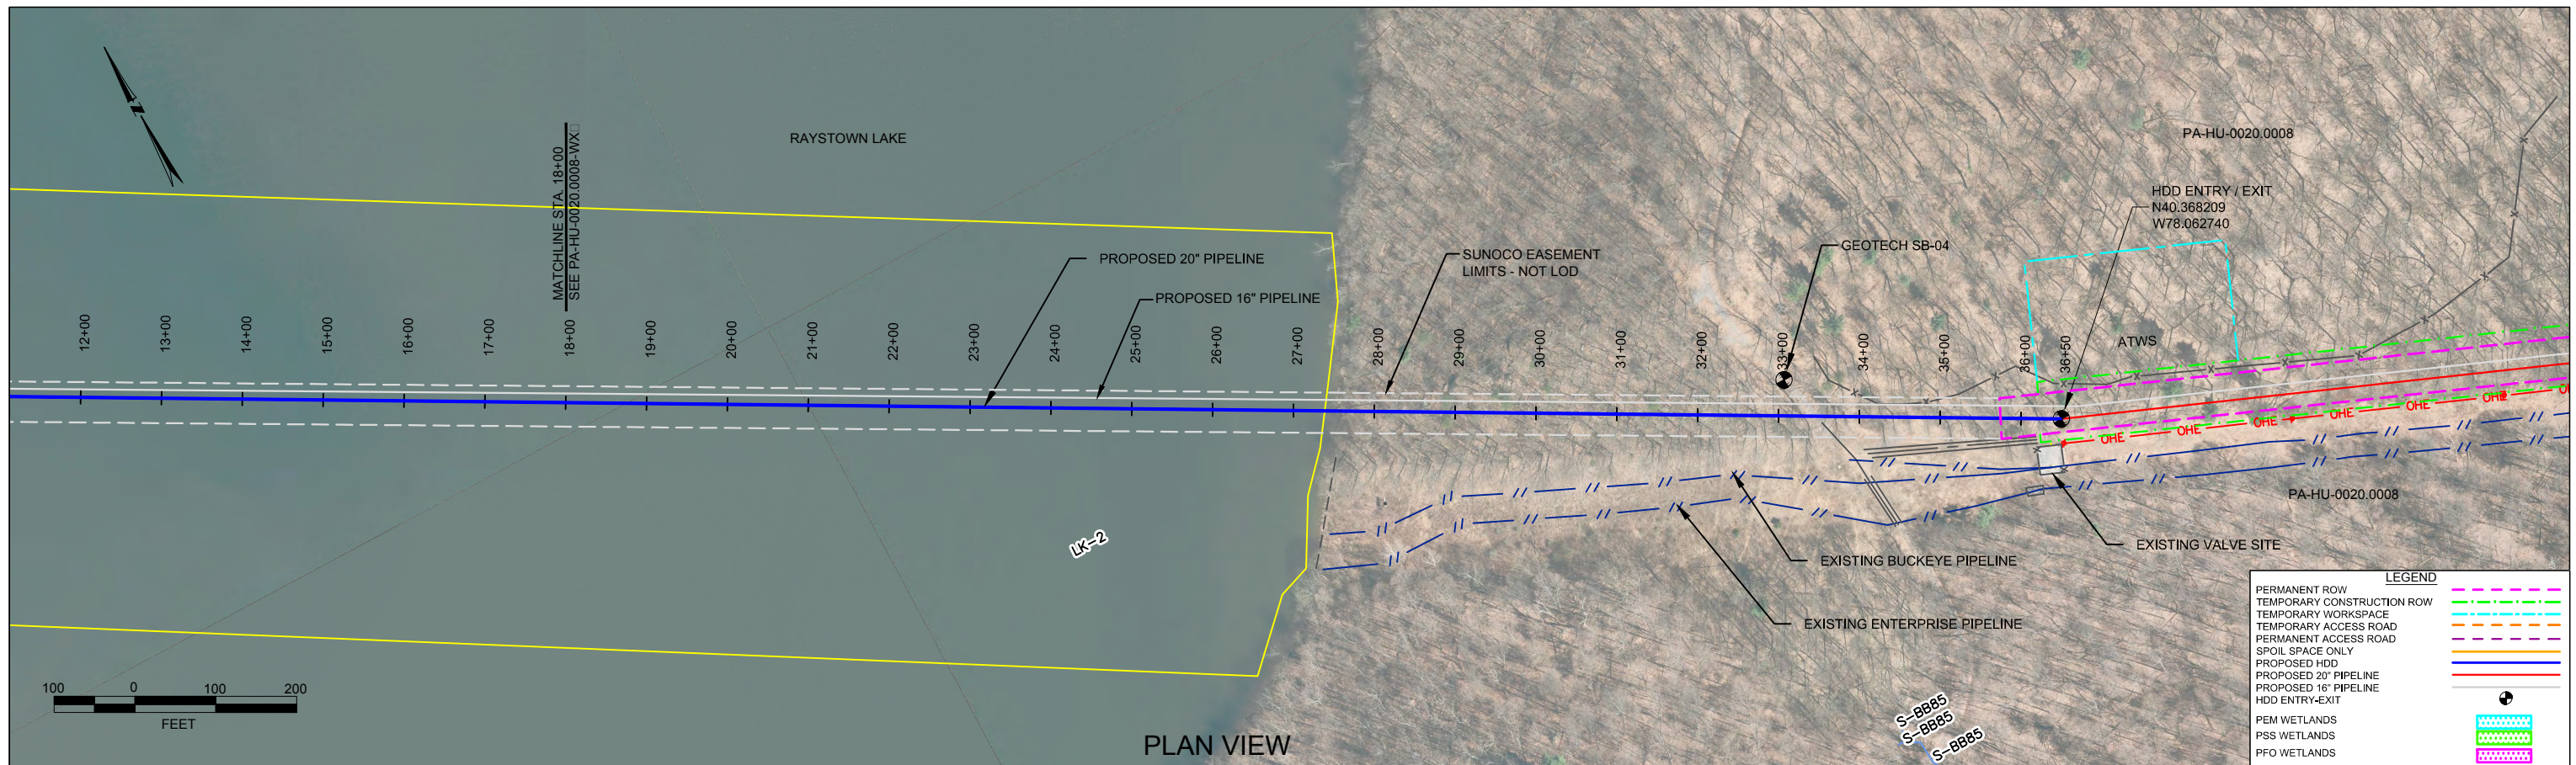 RAYSTOWN LAKE
MATCHLINE STA. 18+00
SEE PA-HU-0020.0008-WX
PROPOSED 20" PIPELINE
PROPOSED 16" PIPELINE
SUNOCO EASEMENT
LIMITS - NOT LOD
GEOTECH SB-04
PA-HU-0020.0008
HDD ENTRY / EXIT
N40.368209
W78.062740
ATWS
12+00
13+00
14+00
15+00
16+00
17+00
18+00
19+00
20+00
21+00
22+00
23+00
24+00
25+00
26+00
27+00
28+00
29+00
30+00
31+00
32+00
33+00
34+00
35+00
36+00
36+50
OHE
OHE
OHE
OHE
OHE
OHE
LK-2
EXISTING BUCKEYE PIPELINE
EXISTING ENTERPRISE PIPELINE
EXISTING VALVE SITE
PA-HU-0020.0008
S-BB85
S-BB85
S-BB85
100 0 100 200
FEET
PLAN VIEW
LEGEND
PERMANENT ROW
TEMPORARY CONSTRUCTION ROW
TEMPORARY WORKSPACE
TEMPORARY ACCESS ROAD
PERMANENT ACCESS ROAD
SPOIL SPACE ONLY
PROPOSED HDD
PROPOSED 20" PIPELINE
PROPOSED 16" PIPELINE
HDD ENTRY-EXIT
PEM WETLANDS
PSS WETLANDS
PFO WETLANDS